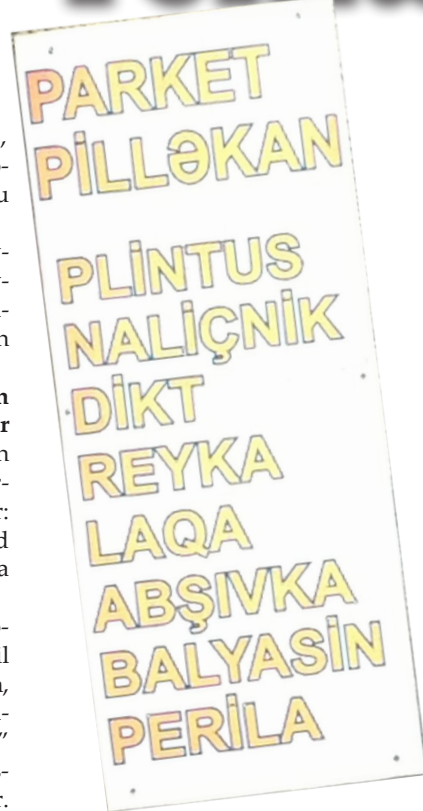 PARKET
PİLLƏKAN
PLİNTUS
NALİÇNİK
DİKT
REYKA
LAQA
ABŞIVKA
BALYASİN
PERİLA